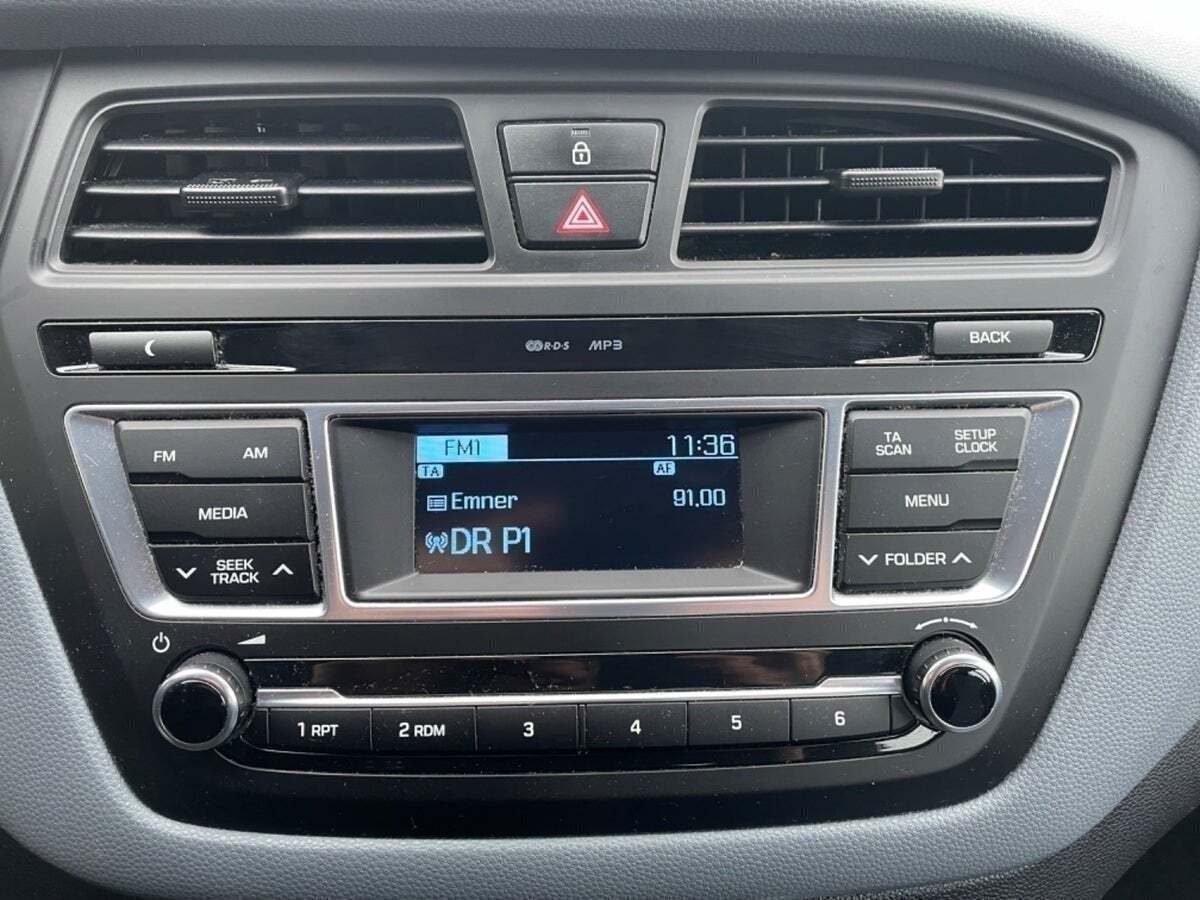 R·D·S MP3
BACK
FM AM
MEDIA
SEEK
TRACK
FM1 11:36
TA AF
Emner 91,00
DR P1
TA
SCAN
SETUP
CLOCK
MENU
FOLDER
1 RPT 2 RDM 3 4 5 6